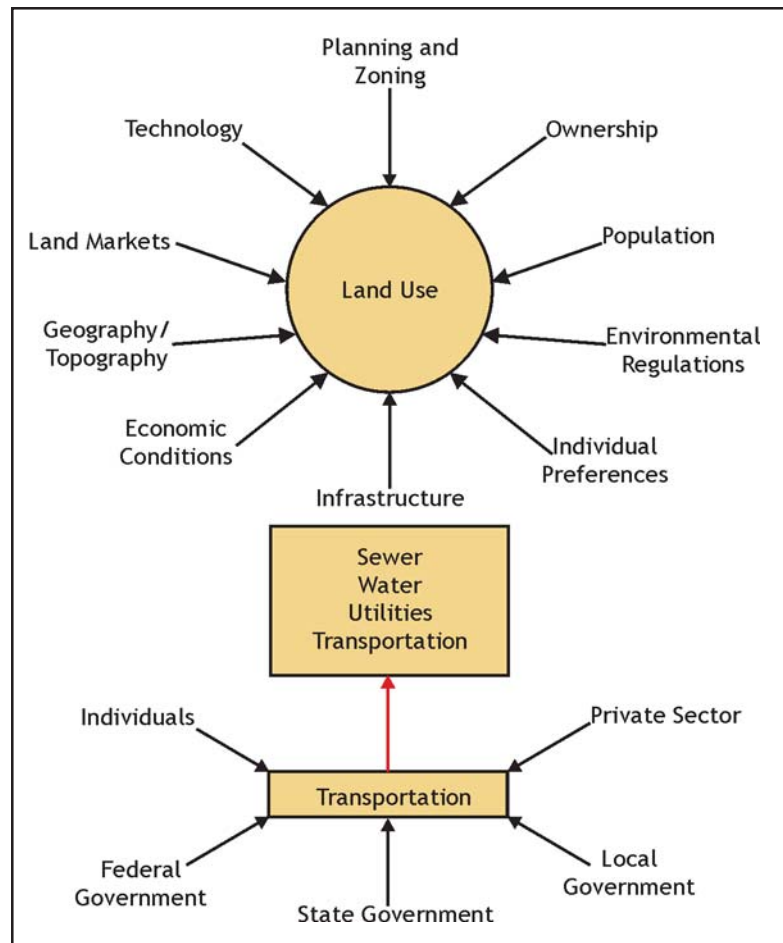 Planning and
Zoning
Technology
Ownership
Land Markets
Population
Land Use
Geography/
Topography
Environmental
Regulations
Economic
Conditions
Individual
Preferences
Infrastructure
Sewer
Water
Utilities
Transportation
Individuals
Private Sector
Transportation
Federal
Government
Local
Government
State Government